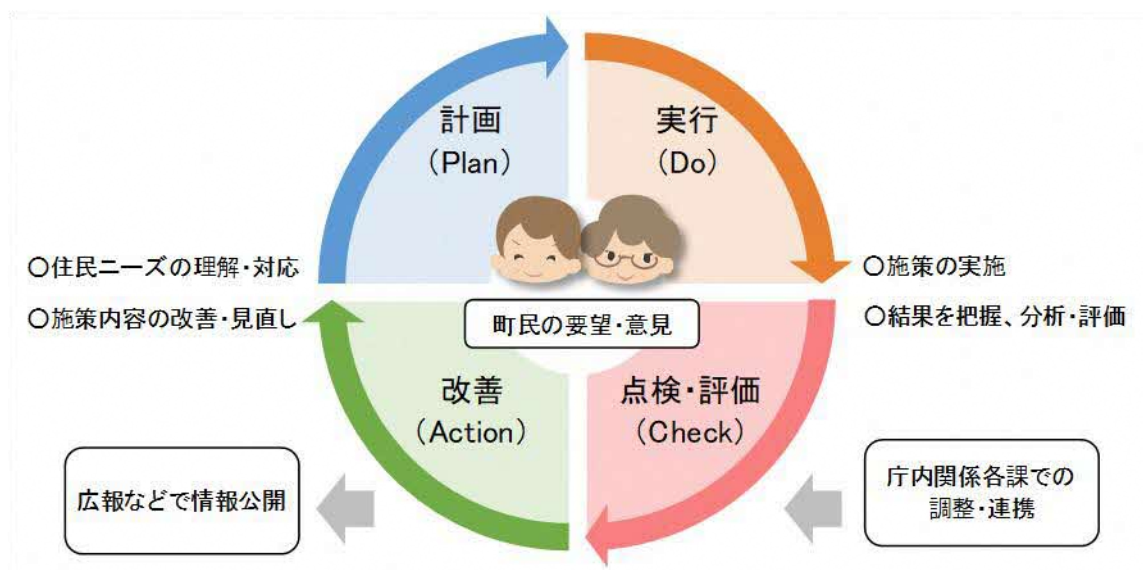 計画
（Plan）
実行
（Do）
○住民ニーズの理解・対応
○施策内容の改善・見直し
○施策の実施
○結果を把握、分析・評価
町民の要望・意見
改善
（Action）
点検・評価
（Check）
広報などで情報公開
庁内関係各課での
調整・連携